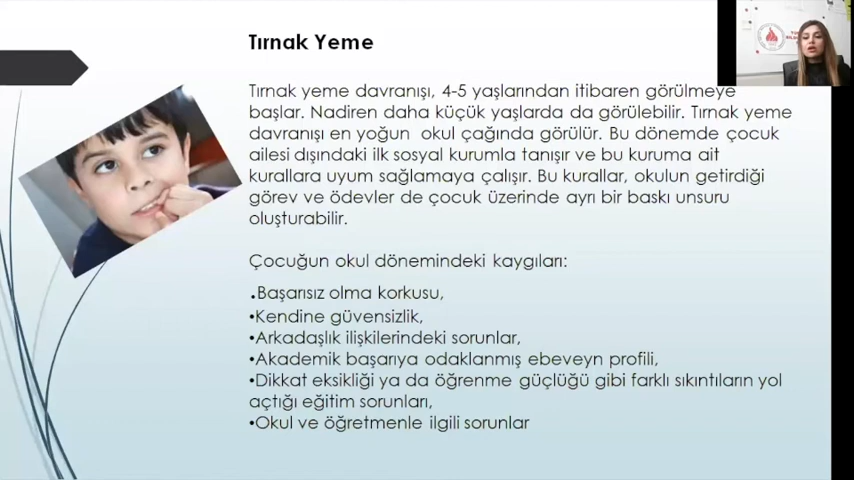 Tırnak Yeme
Tırnak yeme davranışı, 4-5 yaşlarından itibaren görülmeye
başlar. Nadiren daha küçük yaşlarda da görülebilir. Tırnak yeme
davranışı en yoğun okul çağında görülür. Bu dönemde çocuk
ailesi dışındaki ilk sosyal kurumla tanışır ve bu kuruma ait
kurallara uyum sağlamaya çalışır. Bu kurallar, okulun getirdiği
görev ve ödevler de çocuk üzerinde ayrı bir baskı unsuru
oluşturabilir.
Çocuğun okul dönemindeki kaygıları:
.Başarısız olma korkusu,
•Kendine güvensizlik,
•Arkadaşlık ilişkilerindeki sorunlar,
•Akademik başarıya odaklanmış ebeveyn profili,
•Dikkat eksikliği ya da öğrenme güçlüğü gibi farklı sıkıntıların yol
açtığı eğitim sorunları,
•Okul ve öğretmenle ilgili sorunlar